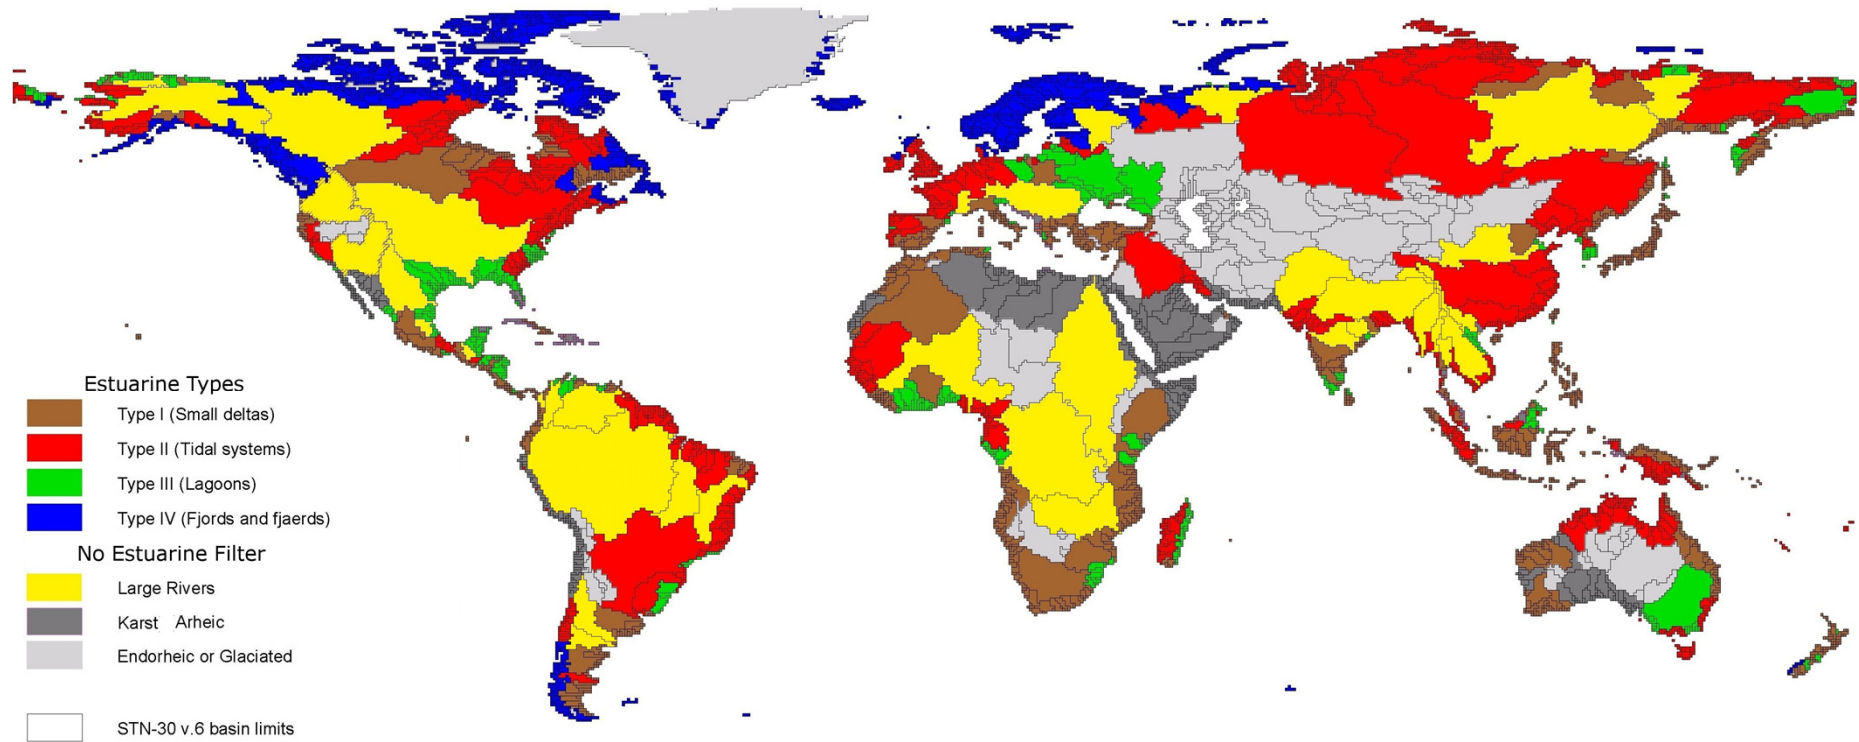 Estuarine Types
Type I (Small deltas)
Type II (Tidal systems)
Type III (Lagoons)
Type IV (Fjords and fjaerds)
No Estuarine Filter
Large Rivers
Karst Arheic
Endorheic or Glaciated
STN-30 v.6 basin limits